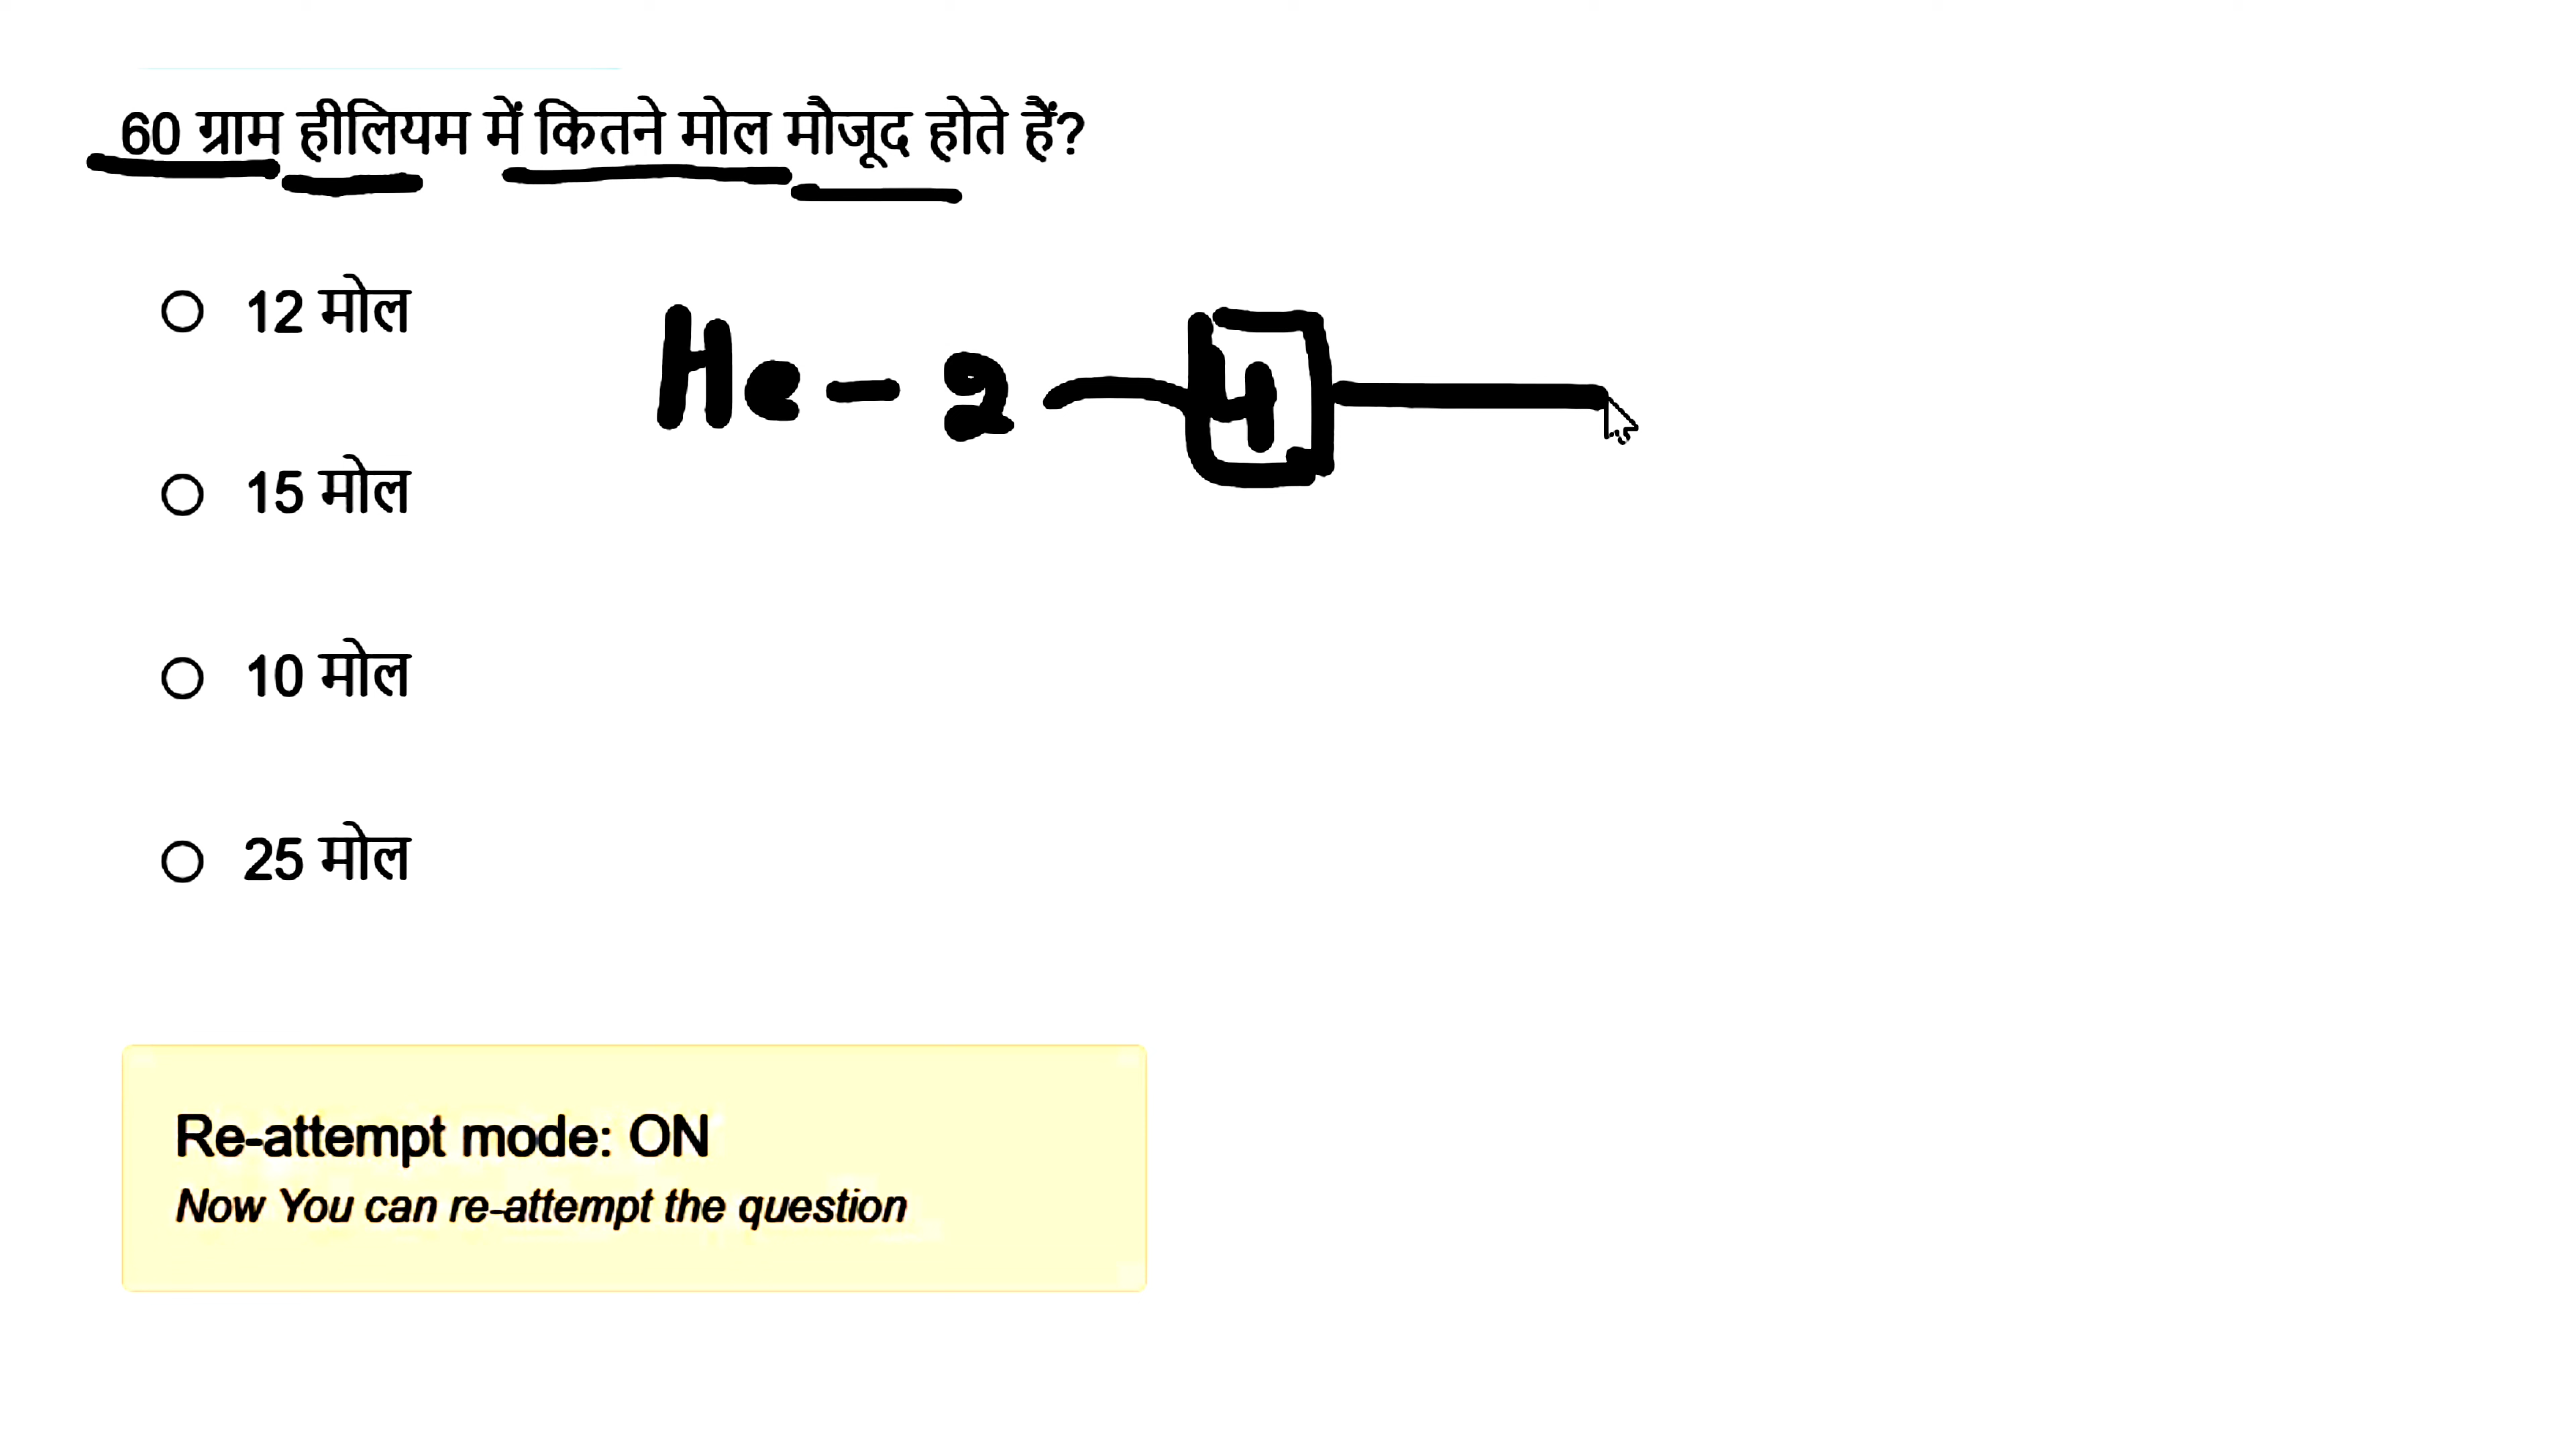 60 ग्राम हीलियम में कितने मोल मौजूद होते हैं?
12 मोल
He - 2 - 4
15 मोल
10 मोल
25 मोल
Re-attempt mode: ON
Now You can re-attempt the question